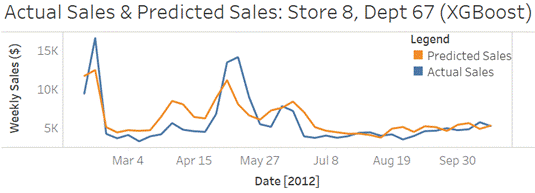 Actual Sales & Predicted Sales: Store 8, Dept 67 (XGBoost)
Legend
Predicted Sales
Actual Sales
Weekly Sales ($)
15K
10K
5K
Mar 4 Apr 15 May 27 Jul 8 Aug 19 Sep 30
Date [2012]